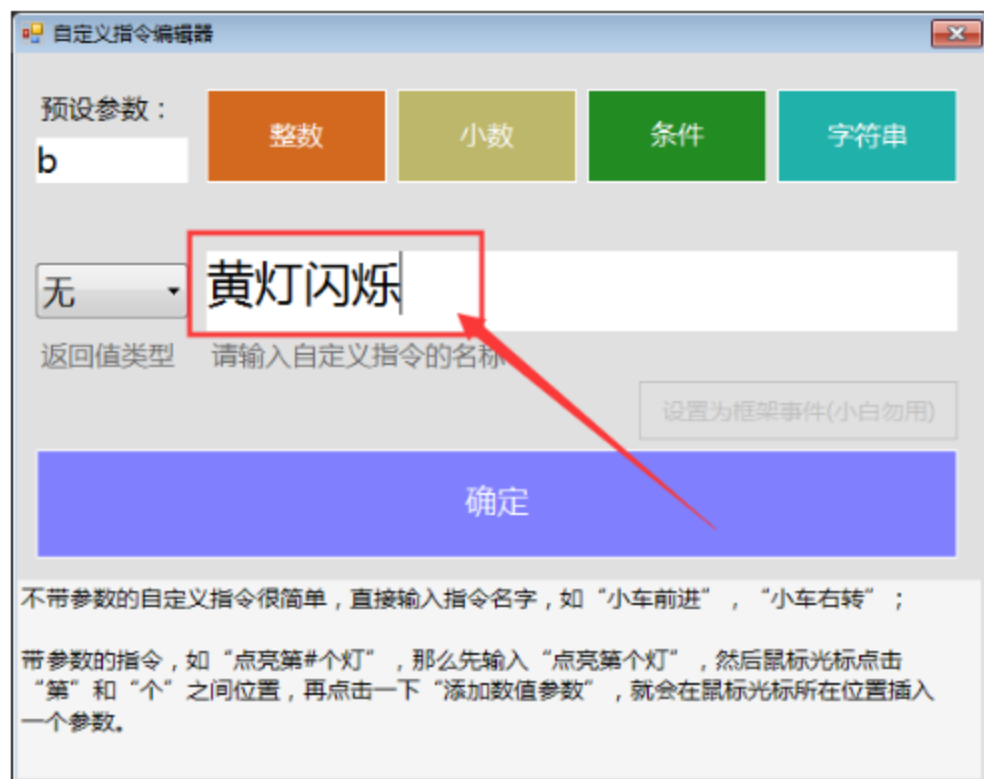 自定义指令编辑器
预设参数：
b
整数
小数
条件
字符串
无
黄灯闪烁
返回值类型
请输入自定义指令的名称
设置为框架事件(小白勿用)
确定
不带参数的自定义指令很简单，直接输入指令名字，如“小车前进”，“小车右转”；
带参数的指令，如“点亮第#个灯”，那么先输入“点亮第个灯”，然后鼠标光标点击
“第”和“个”之间位置，再点击一下“添加数值参数”，就会在鼠标光标所在位置插入
一个参数。